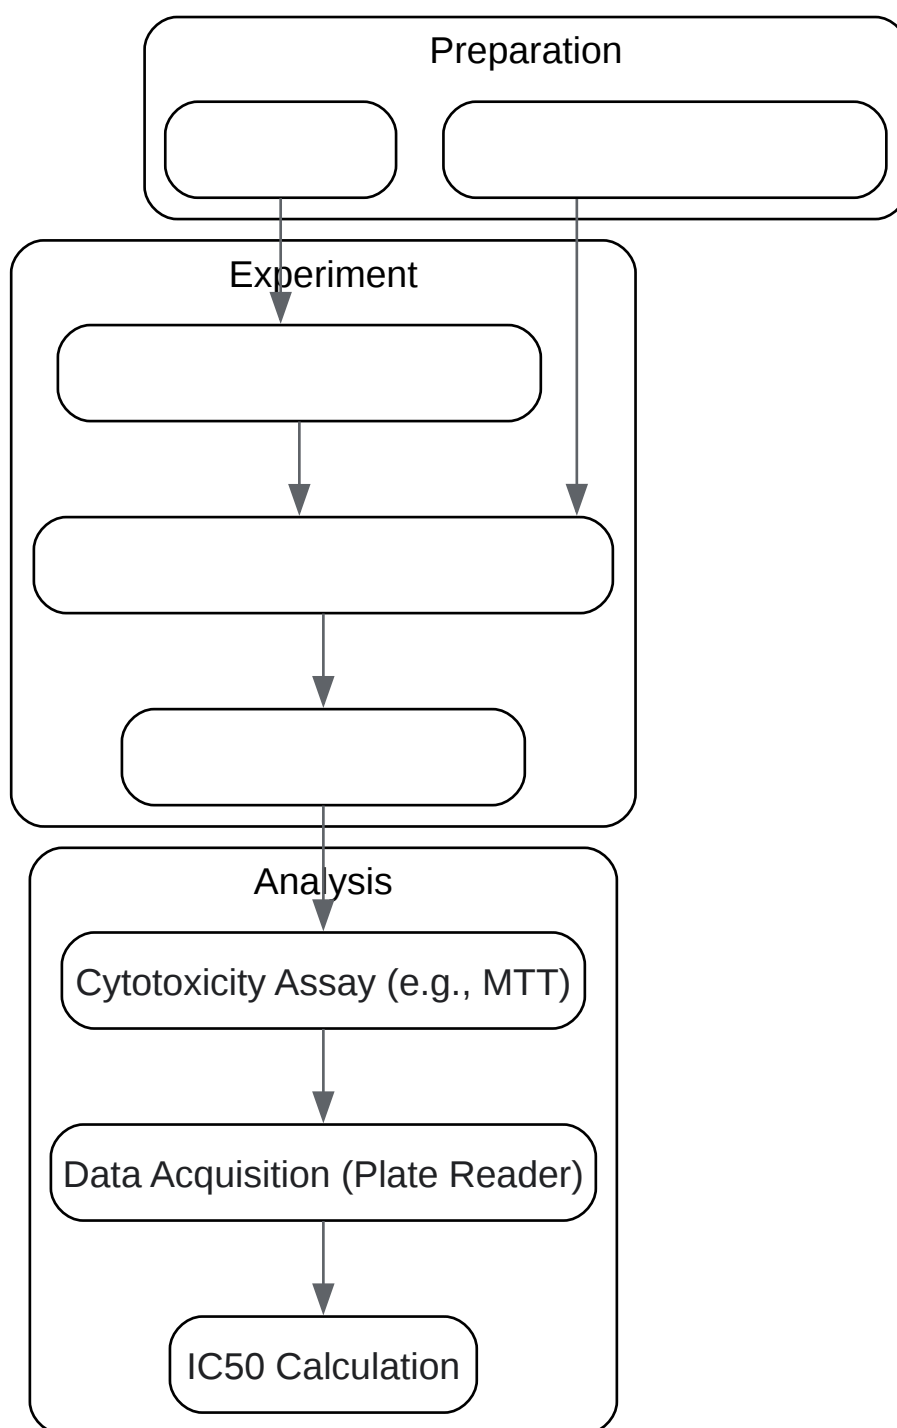 Preparation
Experiment
Analysis
Cytotoxicity Assay (e.g., MTT)
Data Acquisition (Plate Reader)
IC50 Calculation